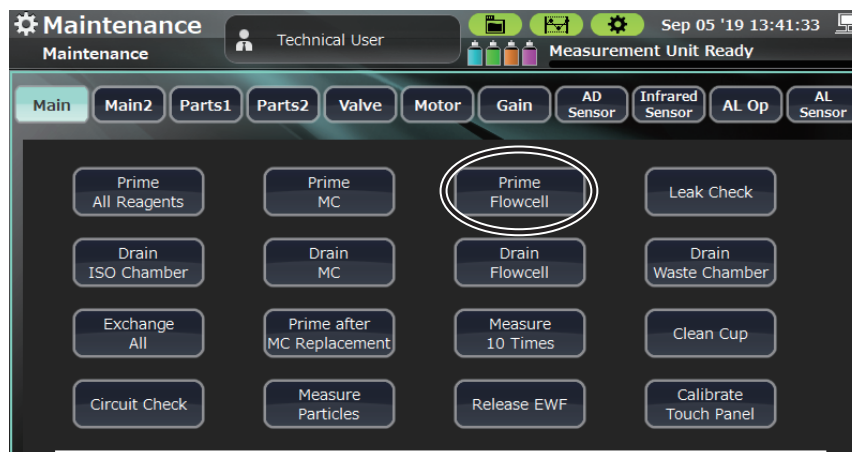 Maintenance
Technical User
Sep 05 '19 13:41:33
Maintenance
Measurement Unit Ready
Main
Main2
Parts1
Parts2
Valve
Motor
Gain
AD
Sensor
Infrared
Sensor
AL Op
AL
Sensor
Prime
All Reagents
Prime
MC
Prime
Flowcell
Leak Check
Drain
ISO Chamber
Drain
MC
Drain
Flowcell
Drain
Waste Chamber
Exchange
All
Prime after
MC Replacement
Measure
10 Times
Clean Cup
Circuit Check
Measure
Particles
Release EWF
Calibrate
Touch Panel